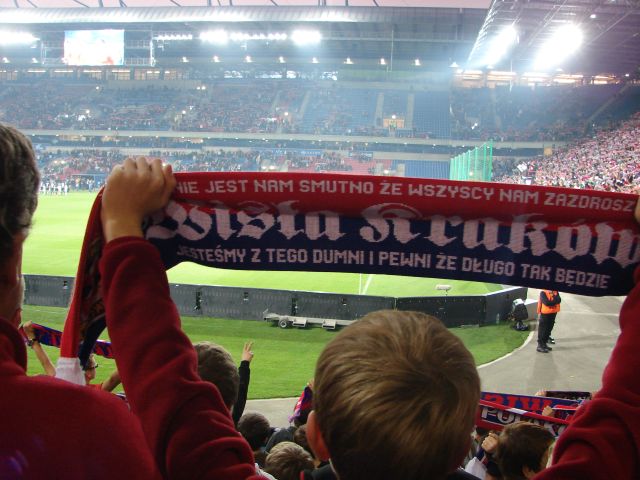 NIE JEST NAM SMUTNO ŻE WSZYSCY NAM ZAZDROSZ
Wisła Kraków
JESTEŚMY Z TEGO DUMNI I PEWNI ŻE DŁUGO TAK BĘDZIE